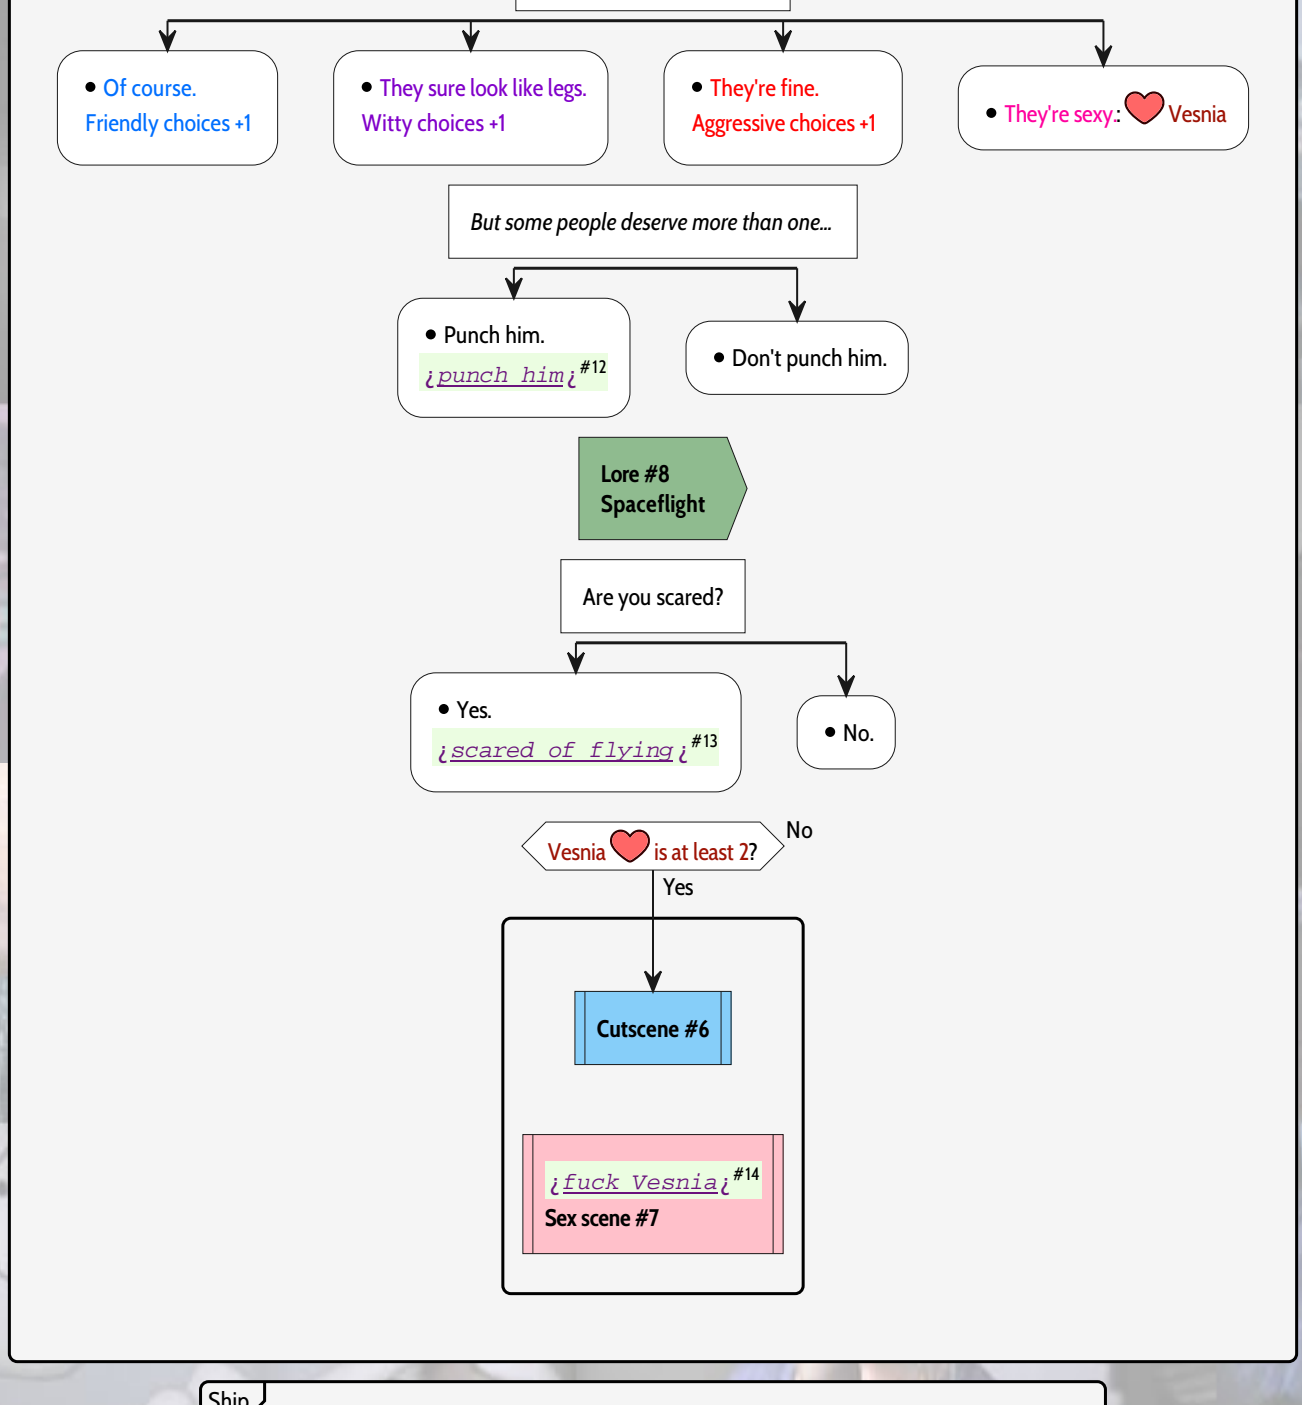 • Of course.
Friendly choices +1
• They sure look like legs.
Witty choices +1
• They're fine.
Aggressive choices +1
• They're sexy.: Vesnia
But some people deserve more than one...
• Punch him.
¿punch him¿#12
• Don't punch him.
Lore #8
Spaceflight
Are you scared?
• Yes.
¿scared of flying¿#13
• No.
Vesnia is at least 2?
No
Yes
Cutscene #6
¿fuck Vesnia¿#14
Sex scene #7
Ship